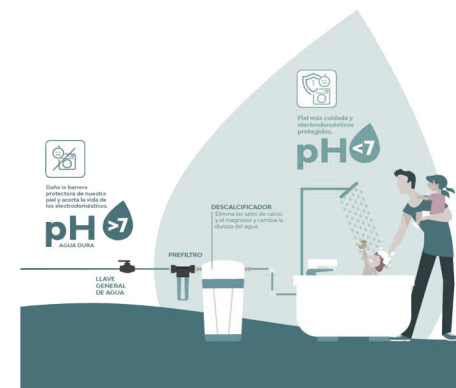 Piel más cuidada y
electrodomésticos
protegidos.
pH <7
Daña la barrera
protectora de nuestra
piel y acorta la vida de
los electrodomésticos.
pH >7
AGUA DURA
DESCALCIFICADOR
Elimina las sales de calcio
y el magnesio y cambia la
dureza del agua.
PREFILTRO
LLAVE
GENERAL
DE AGUA